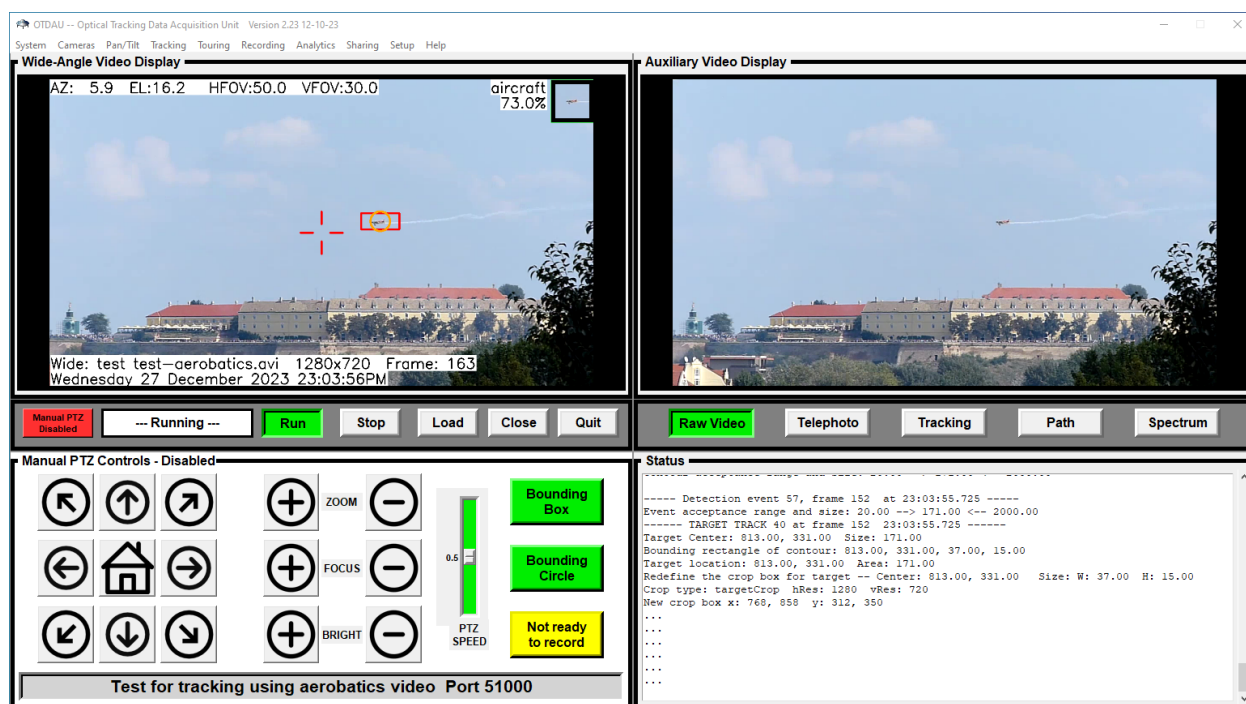 OTDAU -- Optical Tracking Data Acquisition Unit Version 2.23 12-10-23
System Cameras Pan/Tilt Tracking Touring Recording Analytics Sharing Setup Help
Wide-Angle Video Display
AZ: 5.9 EL:16.2 HFOV:50.0 VFOV:30.0
aircraft
73.0%
Wide: test test-aerobatics.avi 1280x720 Frame: 163
Wednesday 27 December 2023 23:03:56PM
Auxiliary Video Display
Manual PTZ
Disabled
--- Running ---
Run
Stop
Load
Close
Quit
Raw Video
Telephoto
Tracking
Path
Spectrum
Manual PTZ Controls - Disabled
ZOOM
FOCUS
BRIGHT
0.5
PTZ
SPEED
Bounding
Box
Bounding
Circle
Not ready
to record
Test for tracking using aerobatics video Port 51000
Status
----- Detection event 57, frame 152 at 23:03:55.725 -----
Event acceptance range and size: 20.00 --> 171.00 <-- 2000.00
------ TARGET TRACK 40 at frame 152 23:03:55.725 ------
Target Center: 813.00, 331.00 Size: 171.00
Bounding rectangle of contour: 813.00, 331.00, 37.00, 15.00
Target location: 813.00, 331.00 Area: 171.00
Redefine the crop box for target -- Center: 813.00, 331.00 Size: W: 37.00 H: 15.00
Crop type: targetCrop hRes: 1280 vRes: 720
New crop box x: 768, 858 y: 312, 350
...
...
...
...
...
...